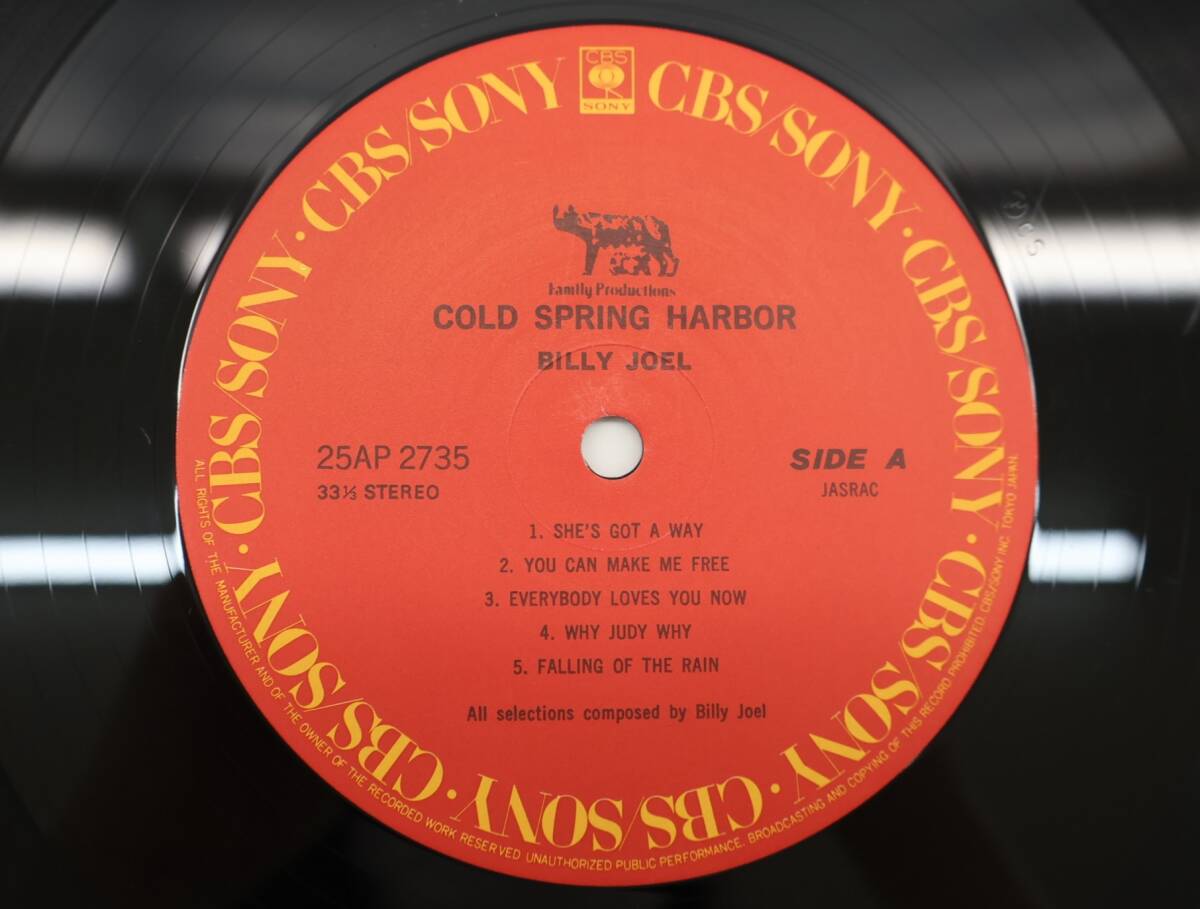 CBS
SONY
CBS/SONY · CBS/SONY · CBS/SONY · CBS/SONY · CBS/SONY · CBS/SONY · CBS/SONY · CBS/SONY · CBS/SONY · CBS/SONY
Family Productions
COLD SPRING HARBOR
BILLY JOEL
25AP 2735
SIDE A
33⅓ STEREO
JASRAC
1. SHE'S GOT A WAY
2. YOU CAN MAKE ME FREE
3. EVERYBODY LOVES YOU NOW
4. WHY JUDY WHY
5. FALLING OF THE RAIN
All selections composed by Billy Joel
ALL RIGHTS OF THE MANUFACTURER AND OF THE OWNER OF THE RECORDED WORK RESERVED UNAUTHORIZED PUBLIC PERFORMANCE. BROADCASTING AND COPYING OF THIS RECORD PROHIBITED. CBS/SONY INC. TOKYO JAPAN.